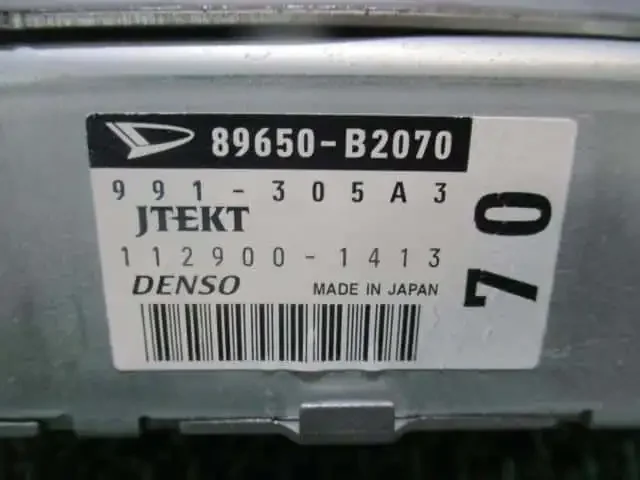 89650-B2070
991-305A3
JTEKT
112900-1413
DENSO MADE IN JAPAN
70